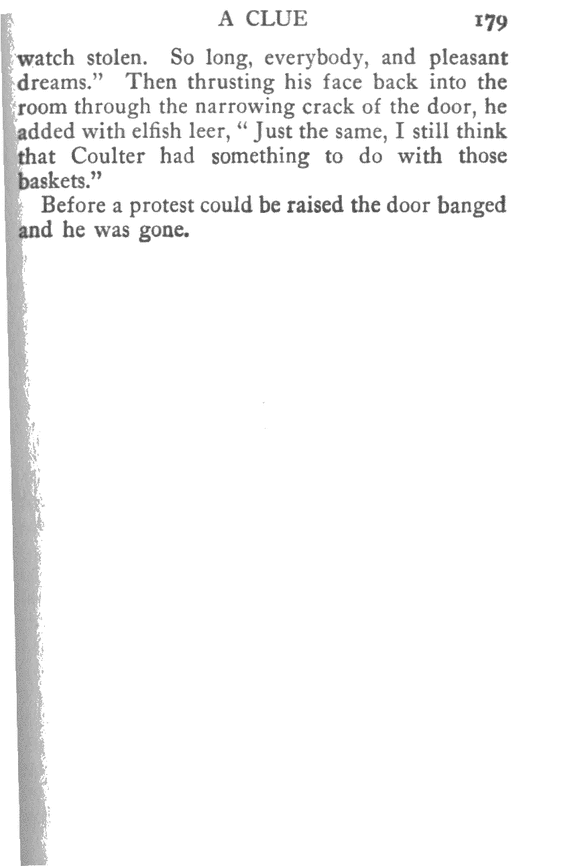 A CLUE 179
watch stolen. So long, everybody, and pleasant
dreams.” Then thrusting his face back into the
room through the narrowing crack of the door, he
added with elfish leer, “ Just the same, I still think
that Coulter had something to do with those
baskets.”
Before a protest could be raised the door banged
and he was gone.